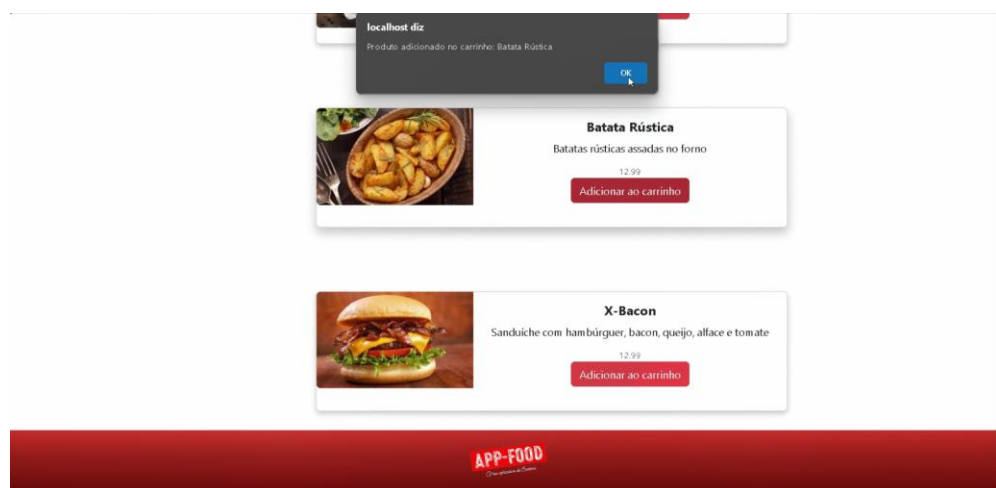 localhost diz
Produto adicionado no carrinho: Batata Rústica
OK
Batata Rústica
Batatas rústicas assadas no forno
12.99
Adicionar ao carrinho
X-Bacon
Sanduíche com hambúrguer, bacon, queijo, alface e tomate
12.99
Adicionar ao carrinho
APP-FOOD